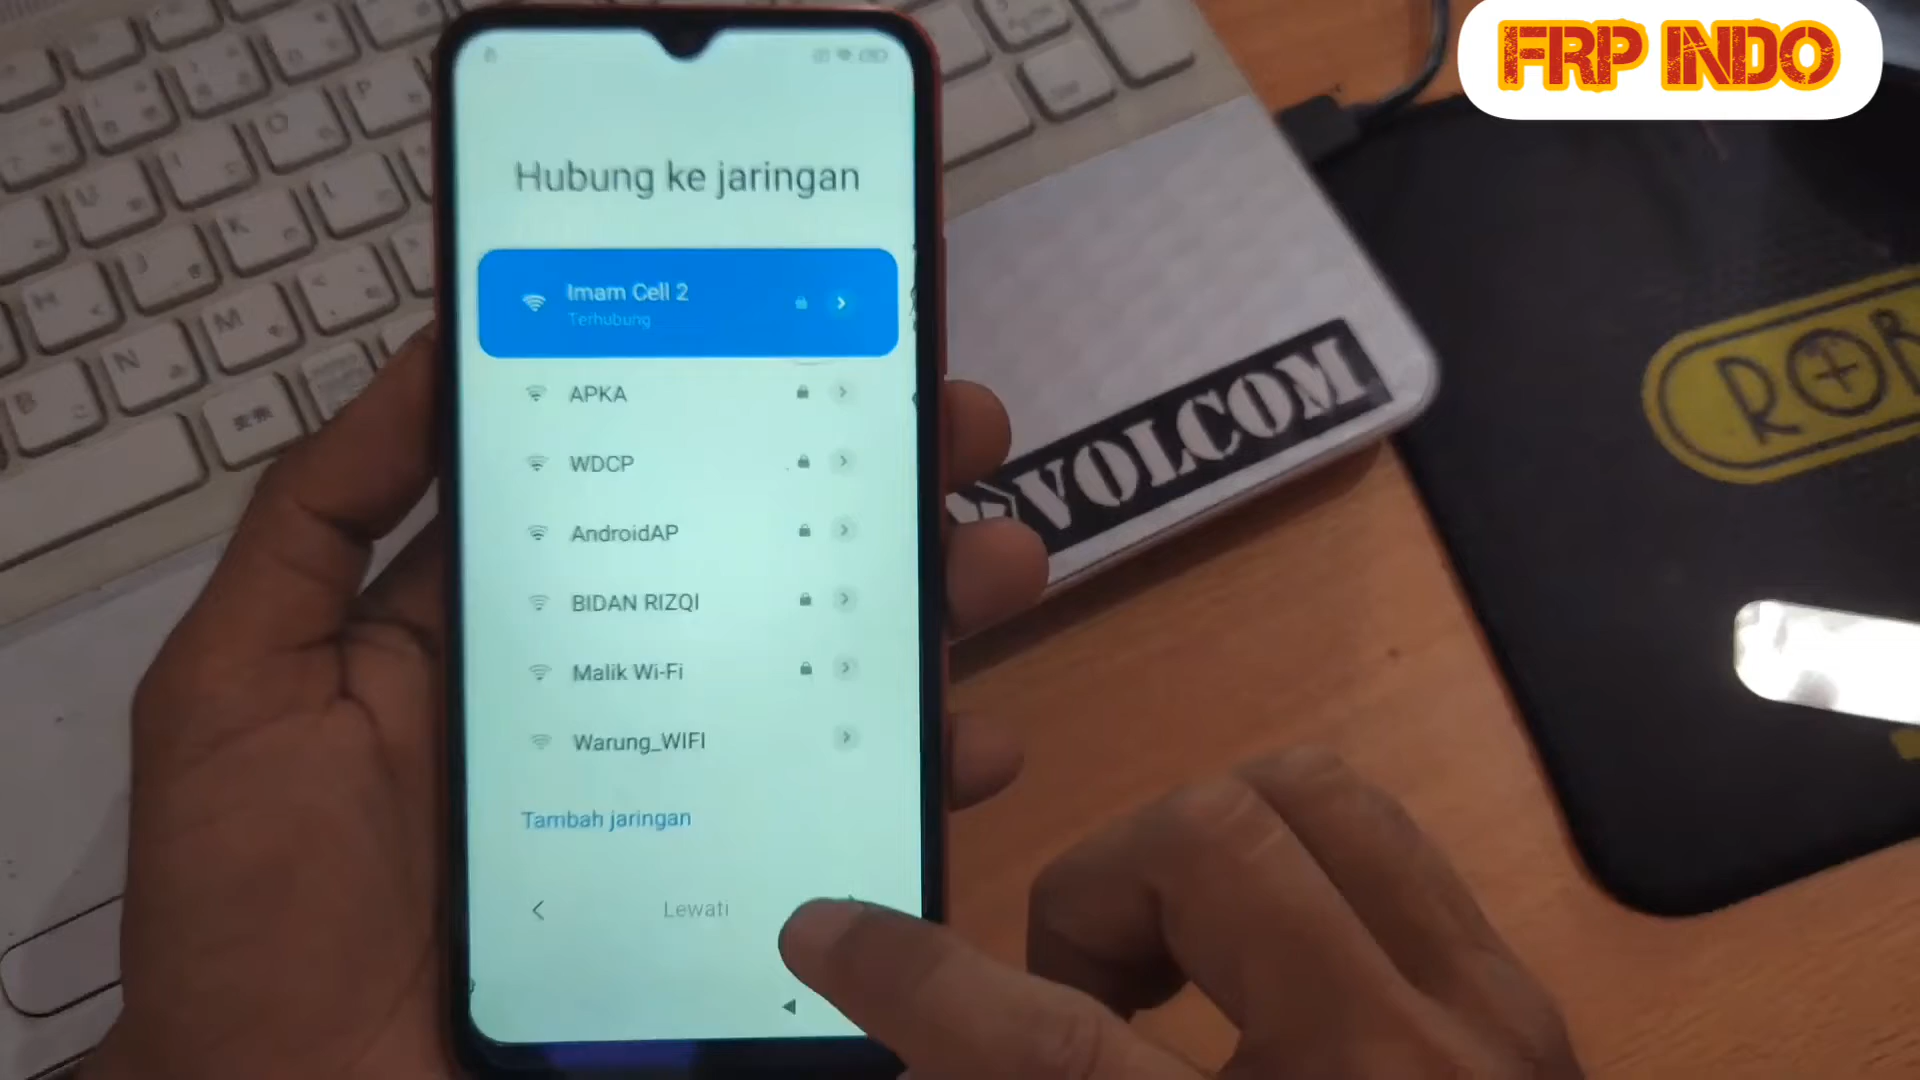 FRP INDO
Hubung ke jaringan
Imam Cell 2
Terhubung
APKA
WDCP
AndroidAP
BIDAN RIZQI
Malik Wi-Fi
Warung_WIFI
Tambah jaringan
Lewati
VOLCOM
N
M
K